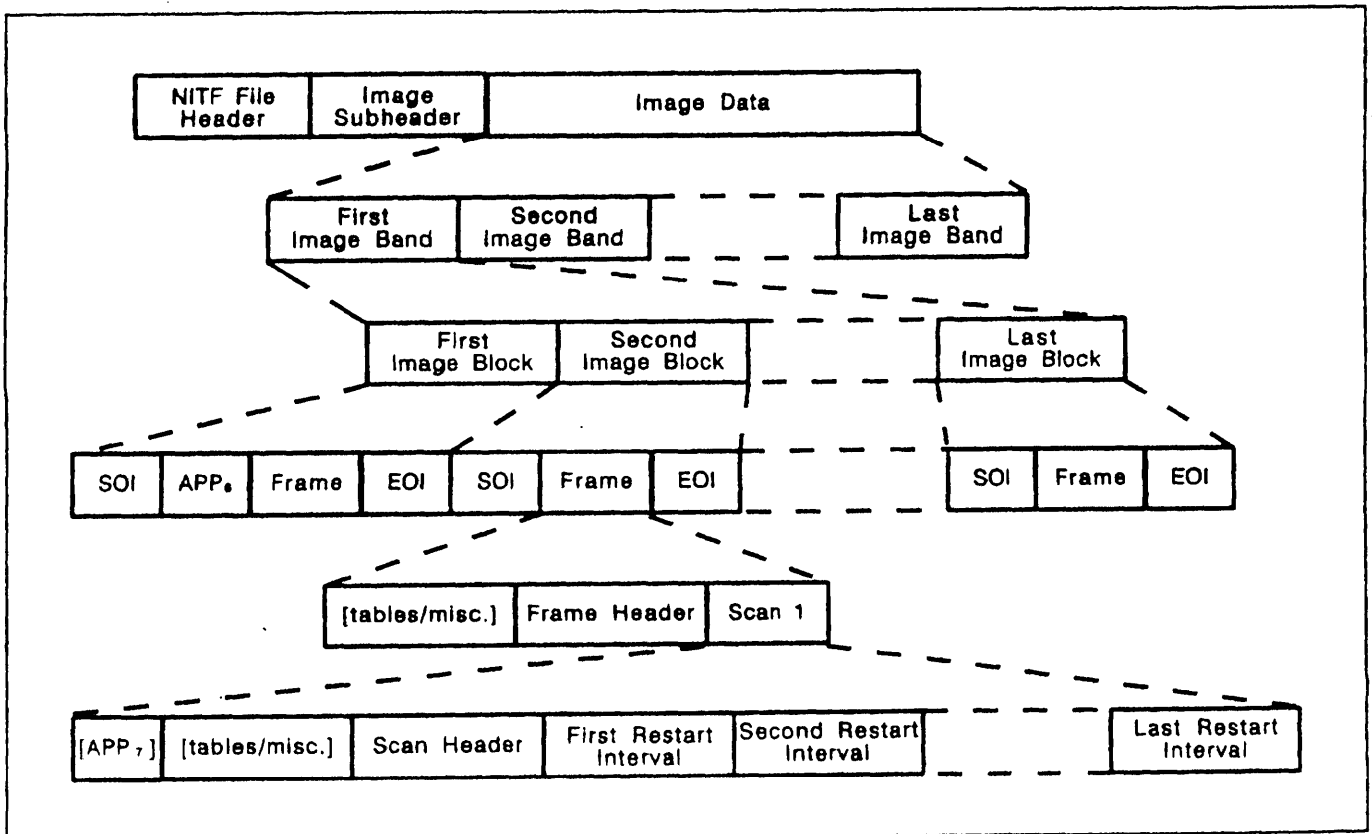 NITF File Header
Image Subheader
Image Data
First Image Band
Second Image Band
Last Image Band
First Image Block
Second Image Block
Last Image Block
SOI
APP₆
Frame
EOI
SOI
Frame
EOI
SOI
Frame
EOI
[tables/misc.]
Frame Header
Scan 1
[APP₇]
[tables/misc.]
Scan Header
First Restart Interval
Second Restart Interval
Last Restart Interval